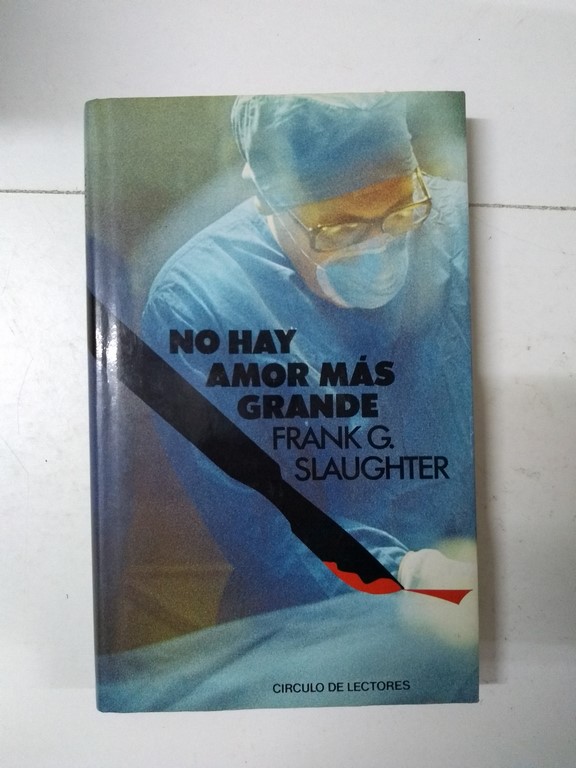 NO HAY
AMOR MÁS
GRANDE
FRANK G.
SLAUGHTER
CIRCULO DE LECTORES